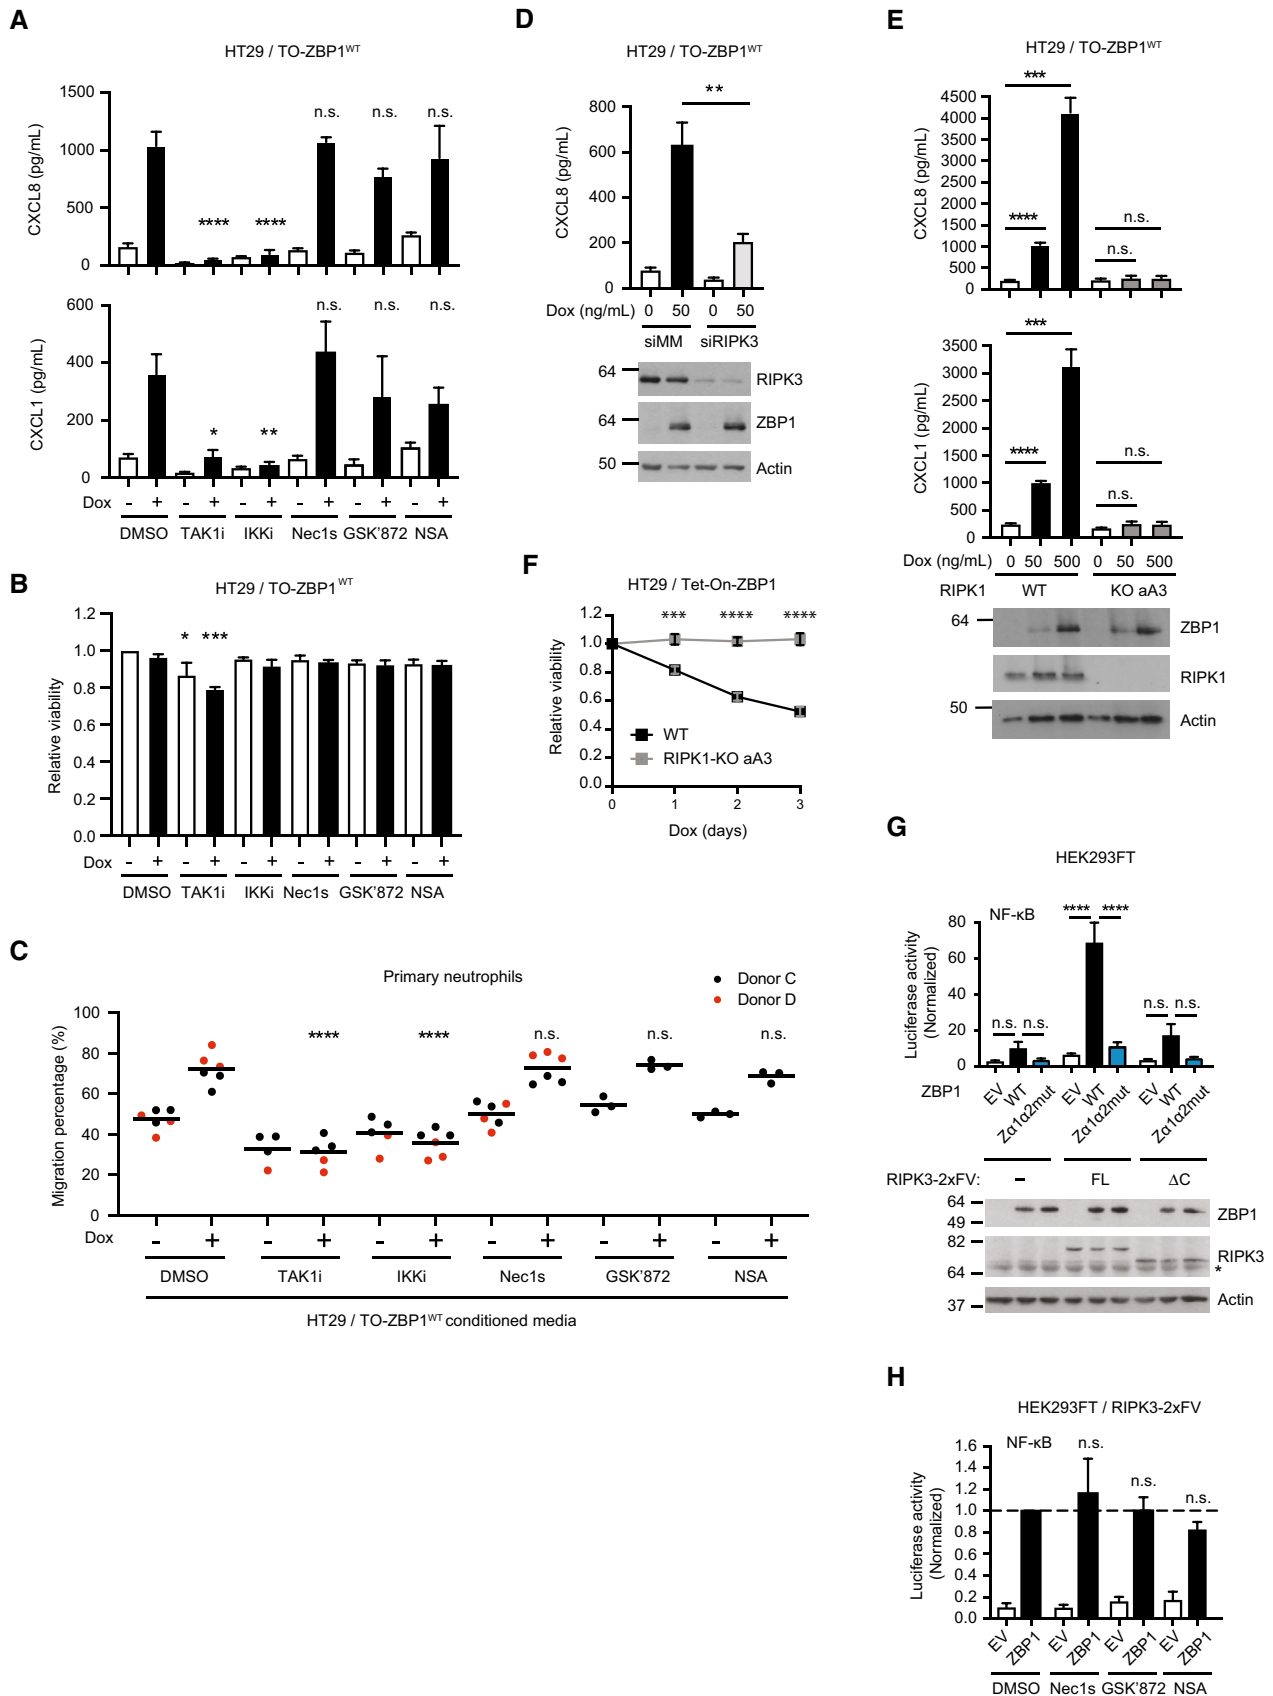 A
HT29 / TO-ZBP1WT
CXCL8 (pg/mL)
1500
1000
500
0
**** **** n.s. n.s. n.s.
CXCL1 (pg/mL)
600
400
200
0
* ** n.s. n.s. n.s.
Dox - + - + - + - + - + - +
DMSO TAK1i IKKi Nec1s GSK'872 NSA
B
HT29 / TO-ZBP1WT
Relative viability
1.2
1.0
0.8
0.6
0.4
0.2
0.0
* ***
Dox - + - + - + - + - + - +
DMSO TAK1i IKKi Nec1s GSK'872 NSA
C
Primary neutrophils
Donor C
Donor D
Migration percentage (%)
100
80
60
40
20
0
**** **** n.s. n.s. n.s.
Dox - + - + - + - + - + - +
DMSO TAK1i IKKi Nec1s GSK'872 NSA
HT29 / TO-ZBP1WT conditioned media
D
HT29 / TO-ZBP1WT
CXCL8 (pg/mL)
800
600
400
200
0
**
Dox (ng/mL) 0 50 0 50
siMM siRIPK3
64 RIPK3
64 ZBP1
50 Actin
E
HT29 / TO-ZBP1WT
CXCL8 (pg/mL)
4500
4000
3500
3000
2500
2000
1500
1000
500
0
***
**** n.s.
n.s.
CXCL1 (pg/mL)
3500
3000
2500
2000
1500
1000
500
0
***
**** n.s.
n.s.
Dox (ng/mL) 0 50 500 0 50 500
RIPK1 WT KO aA3
64 ZBP1
RIPK1
50 Actin
F
HT29 / Tet-On-ZBP1
Relative viability
1.2
1.0
0.8
0.6
0.4
0.2
0.0
*** **** ****
WT
RIPK1-KO aA3
0 1 2 3
Dox (days)
G
HEK293FT
NF-κB
Luciferase activity
(Normalized)
80
60
40
20
0
n.s. n.s. **** **** n.s. n.s.
ZBP1 EV WT Zα1α2mut EV WT Zα1α2mut EV WT Zα1α2mut
RIPK3-2xFV: - FL ΔC
64
49
ZBP1
82
64
RIPK3
*
37 Actin
H
HEK293FT / RIPK3-2xFV
NF-κB
Luciferase activity
(Normalized)
1.6
1.4
1.2
1.0
0.8
0.6
0.4
0.2
0.0
n.s. n.s. n.s.
EV ZBP1 EV ZBP1 EV ZBP1 EV ZBP1
DMSO Nec1s GSK'872 NSA